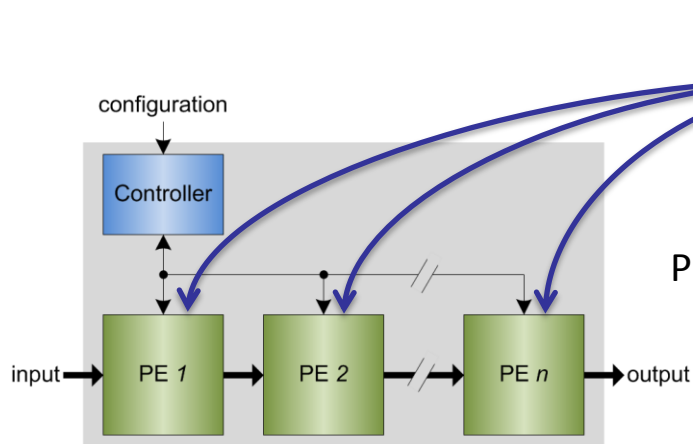 configuration
Controller
P
input
PE 1
PE 2
PE n
output